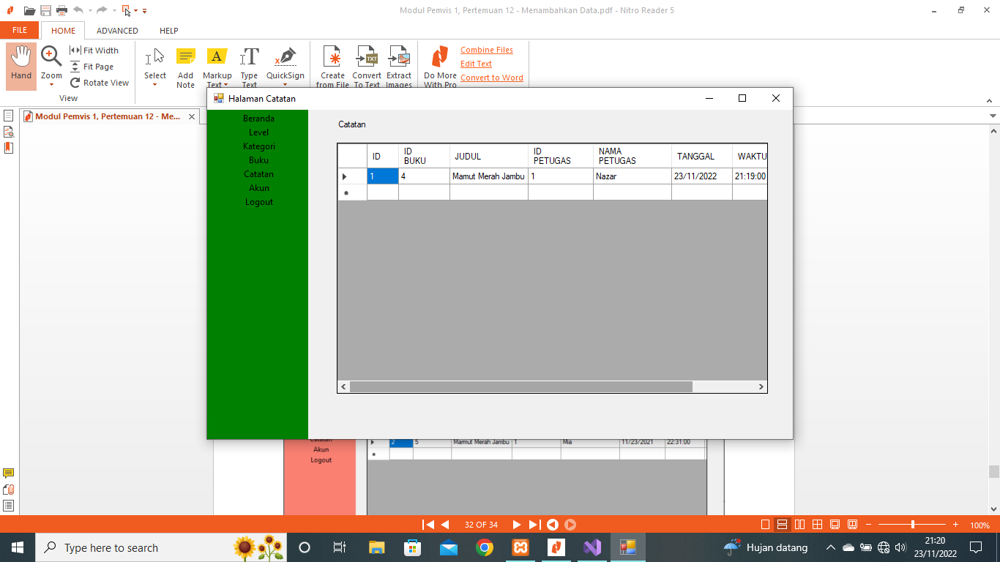 Modul Pemvis 1, Pertemuan 12 - Menambahkan Data.pdf - Nitro Reader 5
FILE
HOME
ADVANCED
HELP
Hand
Zoom
Fit Width
Fit Page
Rotate View
View
Select
Add
Note
Markup
Text
Type
Text
QuickSign
Create
from File
Convert
To Text
Extract
Images
Do More
With Pro
Combine Files
Edit Text
Convert to Word
TXT
A
T
Modul Pemvis 1, Pertemuan 12 - Me...
Halaman Catatan
Beranda
Level
Kategori
Buku
Catatan
Akun
Logout
Catatan
ID
ID
BUKU
JUDUL
ID
PETUGAS
NAMA
PETUGAS
TANGGAL
WAKTU
1 4 Mamut Merah Jambu 1 Nazar 23/11/2022 21:19:00
Catatan
Akun
Logout
2 5 Mamut Merah Jambu 1 Mia 11/23/2021 22:31:00
32 OF 34
100%
Type here to search
Hujan datang
21:20
23/11/2022